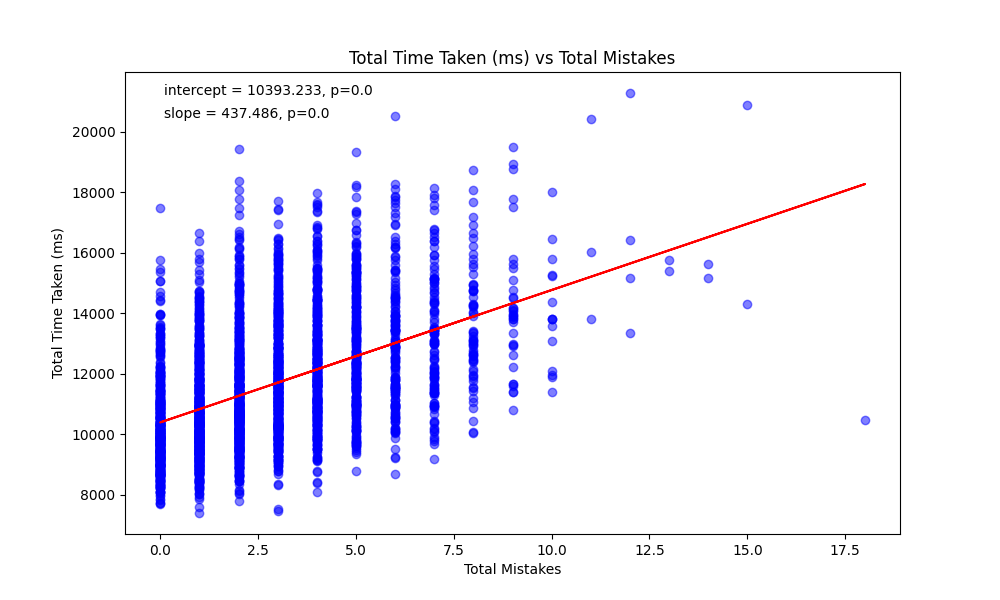 Total Time Taken (ms) vs Total Mistakes
intercept = 10393.233, p=0.0
slope = 437.486, p=0.0
Total Time Taken (ms)
20000
18000
16000
14000
12000
10000
8000
0.0 2.5 5.0 7.5 10.0 12.5 15.0 17.5
Total Mistakes